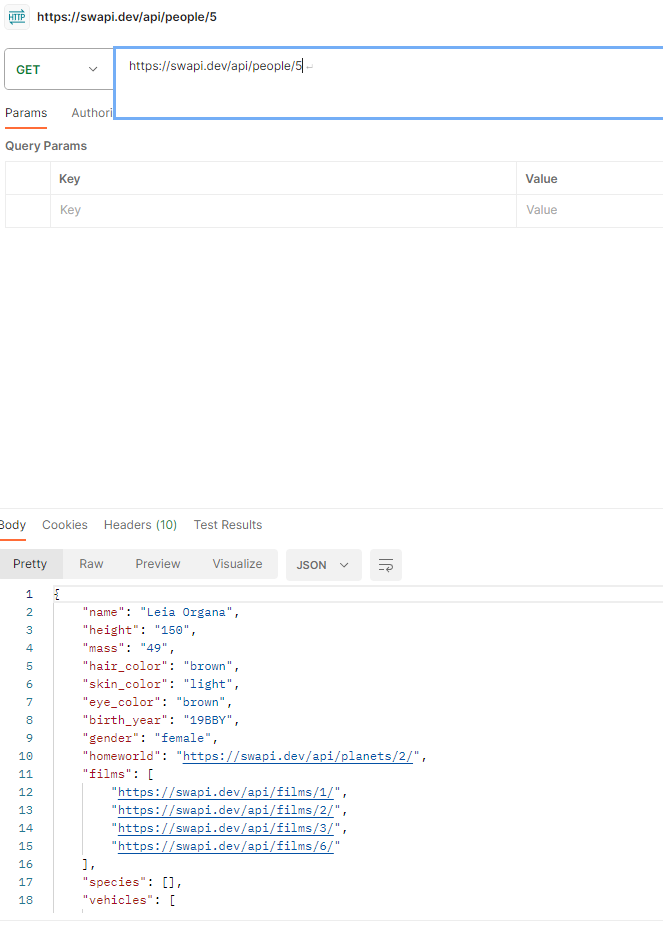 HTTP https://swapi.dev/api/people/5
GET https://swapi.dev/api/people/5
Params Authori
Query Params
Key Value
Key Value
Body Cookies Headers (10) Test Results
Pretty Raw Preview Visualize JSON
1 {
2 "name": "Leia Organa",
3 "height": "150",
4 "mass": "49",
5 "hair_color": "brown",
6 "skin_color": "light",
7 "eye_color": "brown",
8 "birth_year": "19BBY",
9 "gender": "female",
10 "homeworld": "https://swapi.dev/api/planets/2/",
11 "films": [
12 "https://swapi.dev/api/films/1/",
13 "https://swapi.dev/api/films/2/",
14 "https://swapi.dev/api/films/3/",
15 "https://swapi.dev/api/films/6/"
16 ],
17 "species": [],
18 "vehicles": [